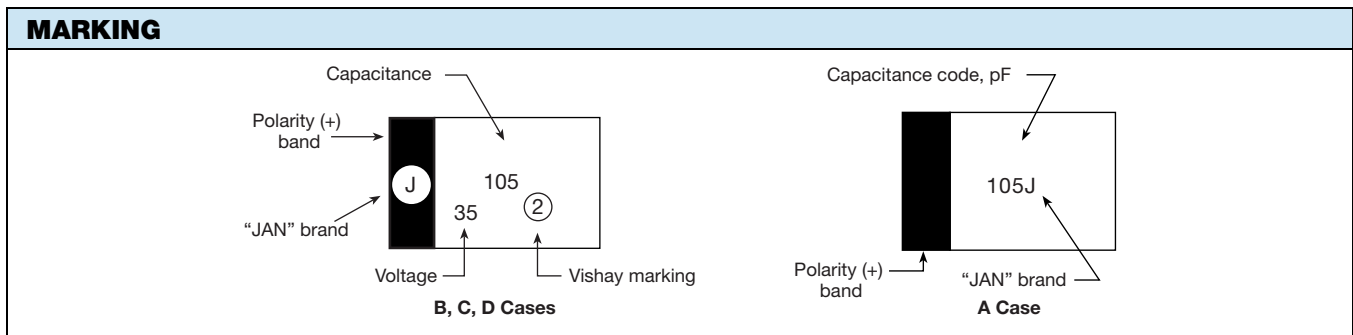 MARKING
Capacitance
Polarity (+)
band
J
105
35
2
"JAN" brand
Voltage
Vishay marking
B, C, D Cases
Capacitance code, pF
105J
Polarity (+)
band
"JAN" brand
A Case